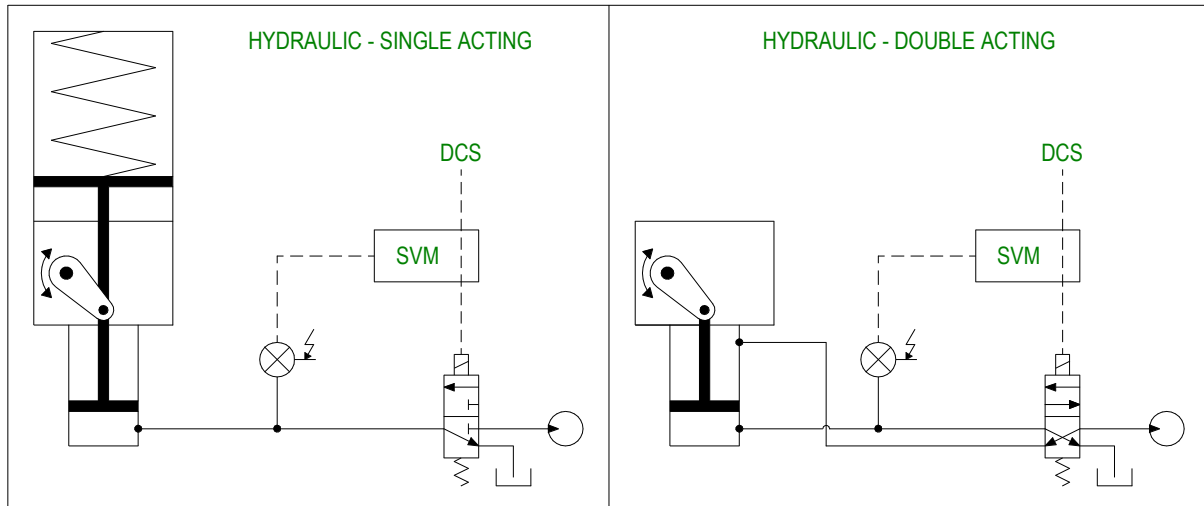 HYDRAULIC - SINGLE ACTING
DCS
SVM
HYDRAULIC - DOUBLE ACTING
DCS
SVM